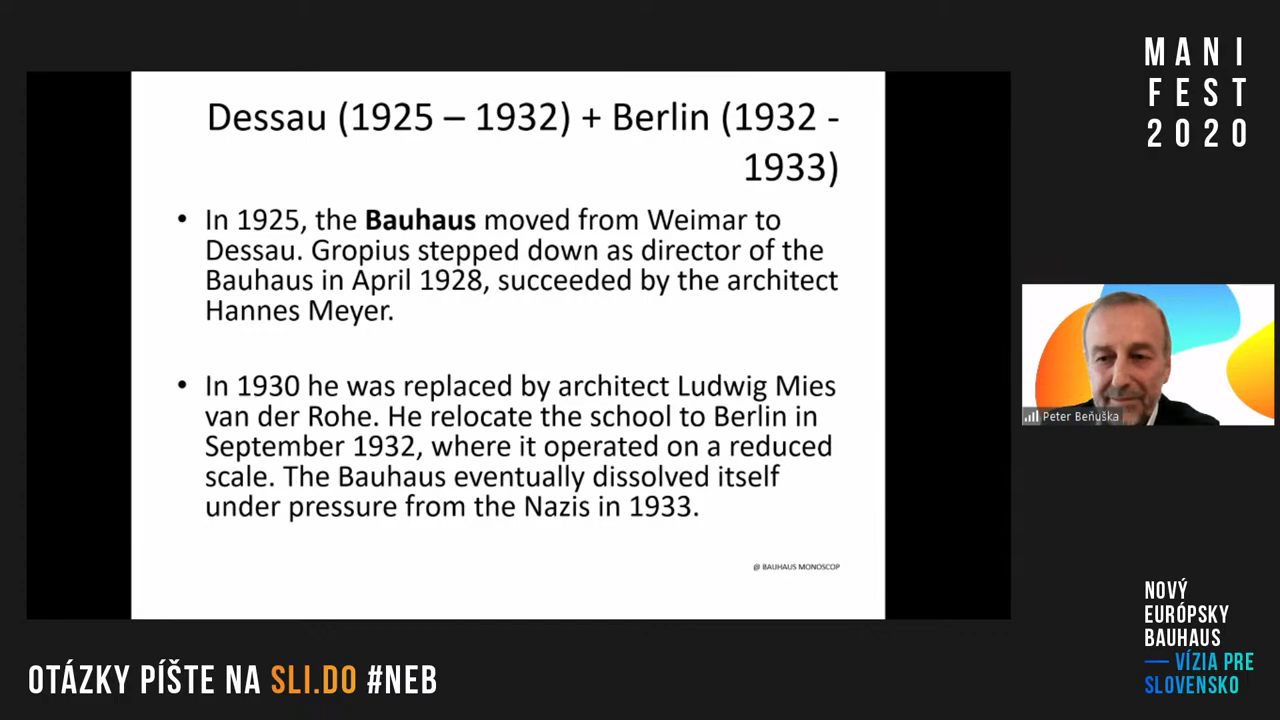 Dessau (1925 – 1932) + Berlin (1932 -
1933)
• In 1925, the Bauhaus moved from Weimar to
Dessau. Gropius stepped down as director of the
Bauhaus in April 1928, succeeded by the architect
Hannes Meyer.
• In 1930 he was replaced by architect Ludwig Mies
van der Rohe. He relocate the school to Berlin in
September 1932, where it operated on a reduced
scale. The Bauhaus eventually dissolved itself
under pressure from the Nazis in 1933.
@ BAUHAUS MONOSCOP
MANI
FEST
2020
Peter Beňuška
NOVÝ
EURÓPSKY
BAUHAUS
— VÍZIA PRE
SLOVENSKO
OTÁZKY PÍŠTE NA SLI.DO #NEB